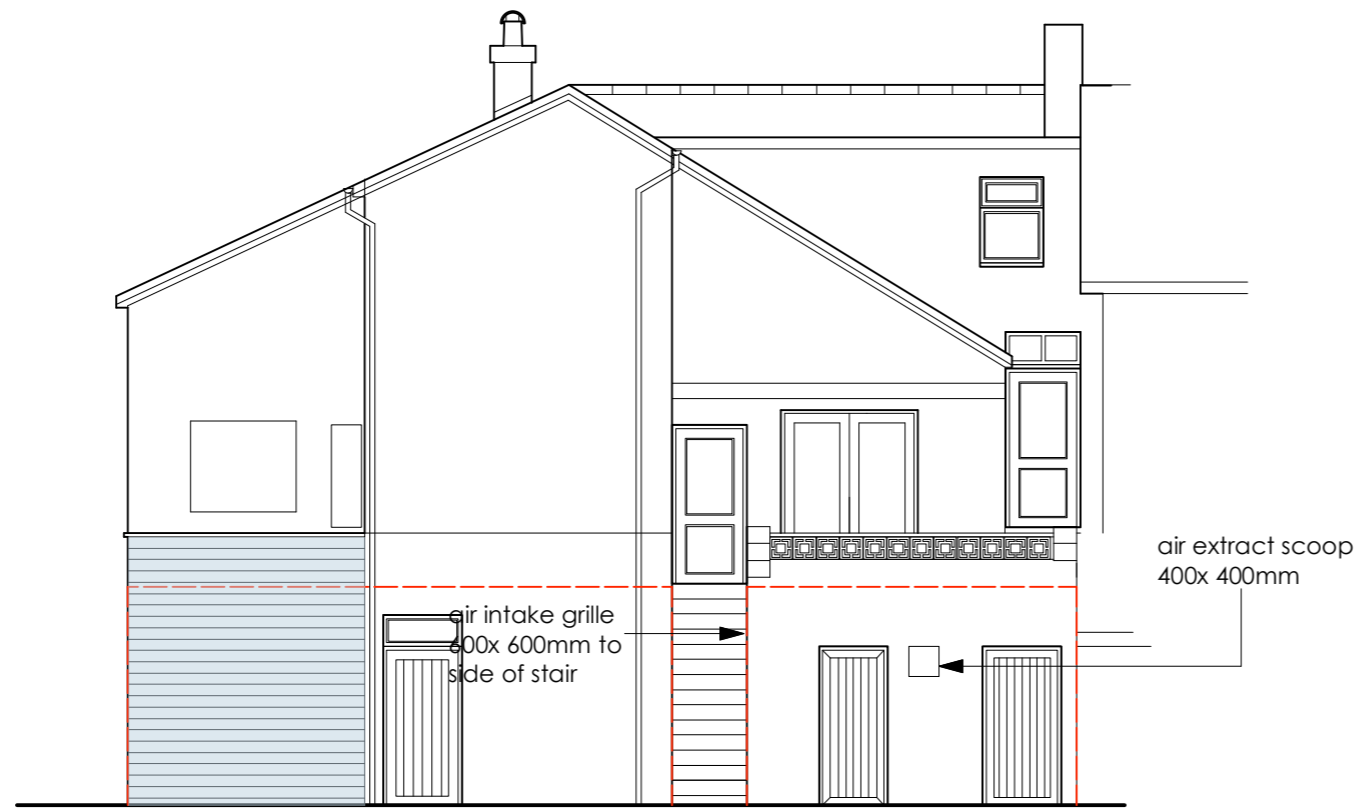 air extract scoop
400x 400mm
air intake grille
600x 600mm to
side of stair